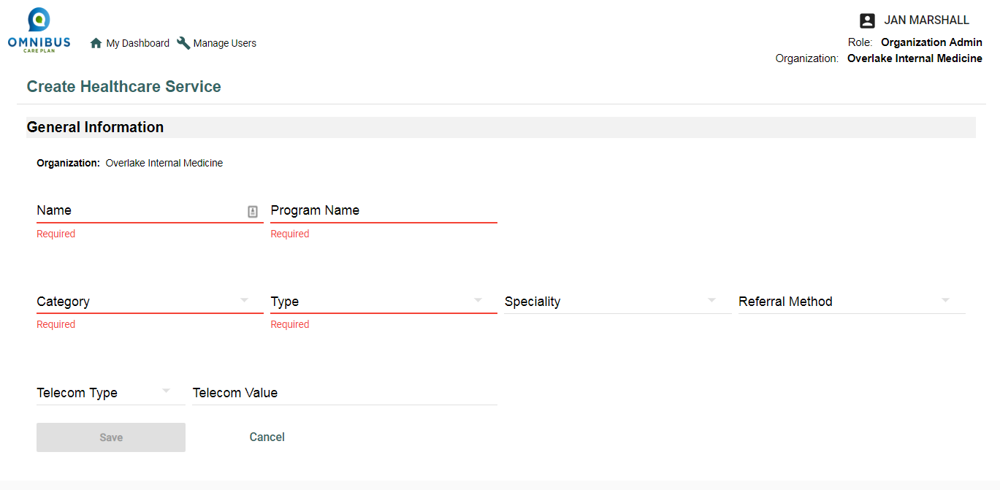 OMNIBUS
CARE PLAN
My Dashboard Manage Users
JAN MARSHALL
Role: Organization Admin
Organization: Overlake Internal Medicine
Create Healthcare Service
General Information
Organization: Overlake Internal Medicine
Name Program Name
Required Required
Category Type Speciality Referral Method
Required Required
Telecom Type Telecom Value
Save Cancel